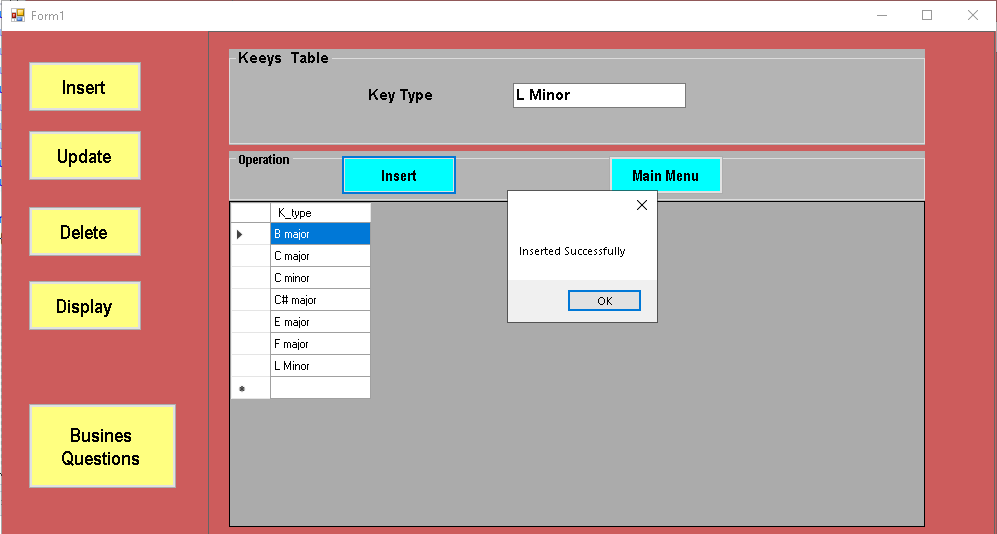 Form1
Insert
Update
Delete
Display
Busines
Questions
Keeys Table
Key Type
L Minor
Operation
Insert
Main Menu
K_type
B major
C major
C minor
C# major
E major
F major
L Minor
Inserted Successfully
OK